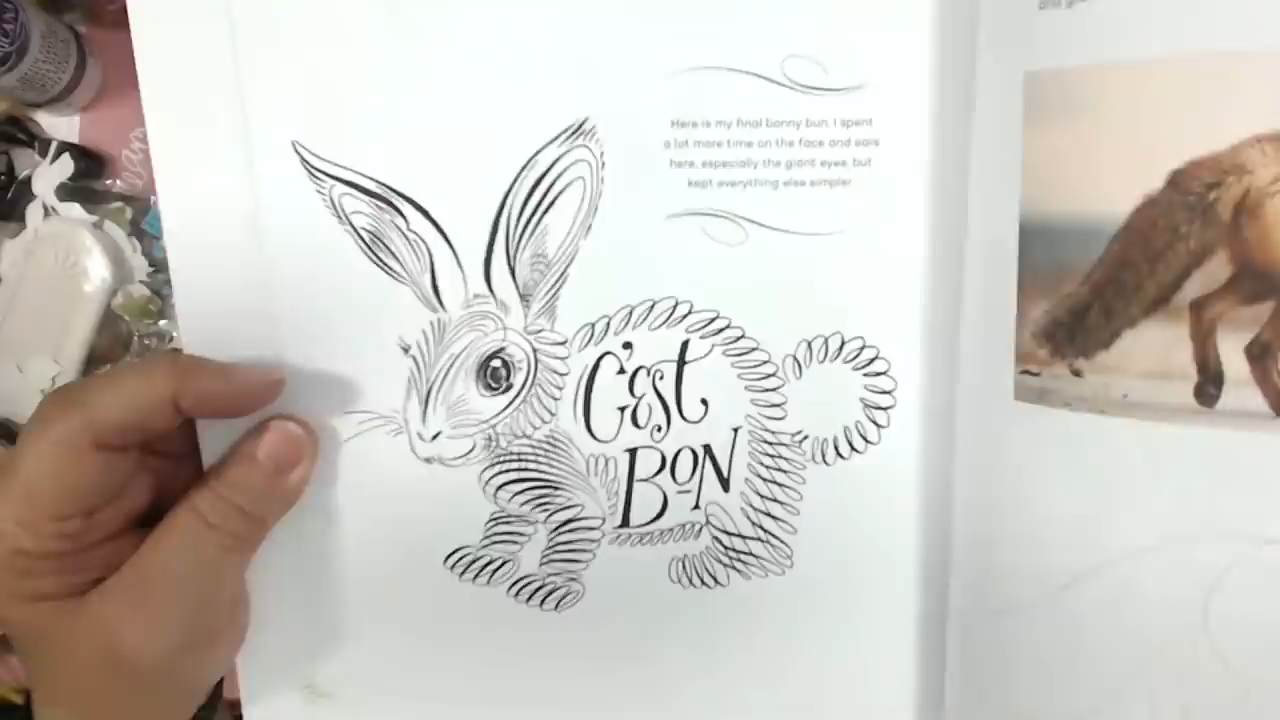 Here is my final bonny bun. I spent
a lot more time on the face and ears
here, especially the giant eyes, but
kept everything else simpler.
C'EST
BON